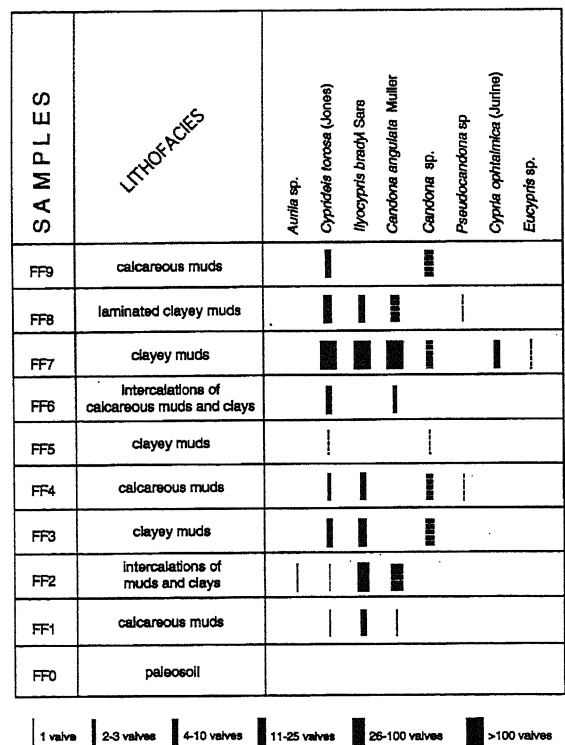 SAMPLES
LITHOFACIES
Aurila sp.
Cyprideis torosa (Jones)
Ilyocypris bradyi Sars
Candona angulata Muller
Candona sp.
Pseudocandona sp
Cypria ophtalmica (Jurine)
Eucypris sp.
FF9 calcareous muds
FF8 laminated clayey muds
FF7 clayey muds
FF6 intercalations of
calcareous muds and clays
FF5 clayey muds
FF4 calcareous muds
FF3 clayey muds
FF2 intercalations of
muds and clays
FF1 calcareous muds
FF0 paleosoil
1 valve 2-3 valves 4-10 valves 11-25 valves 26-100 valves >100 valves